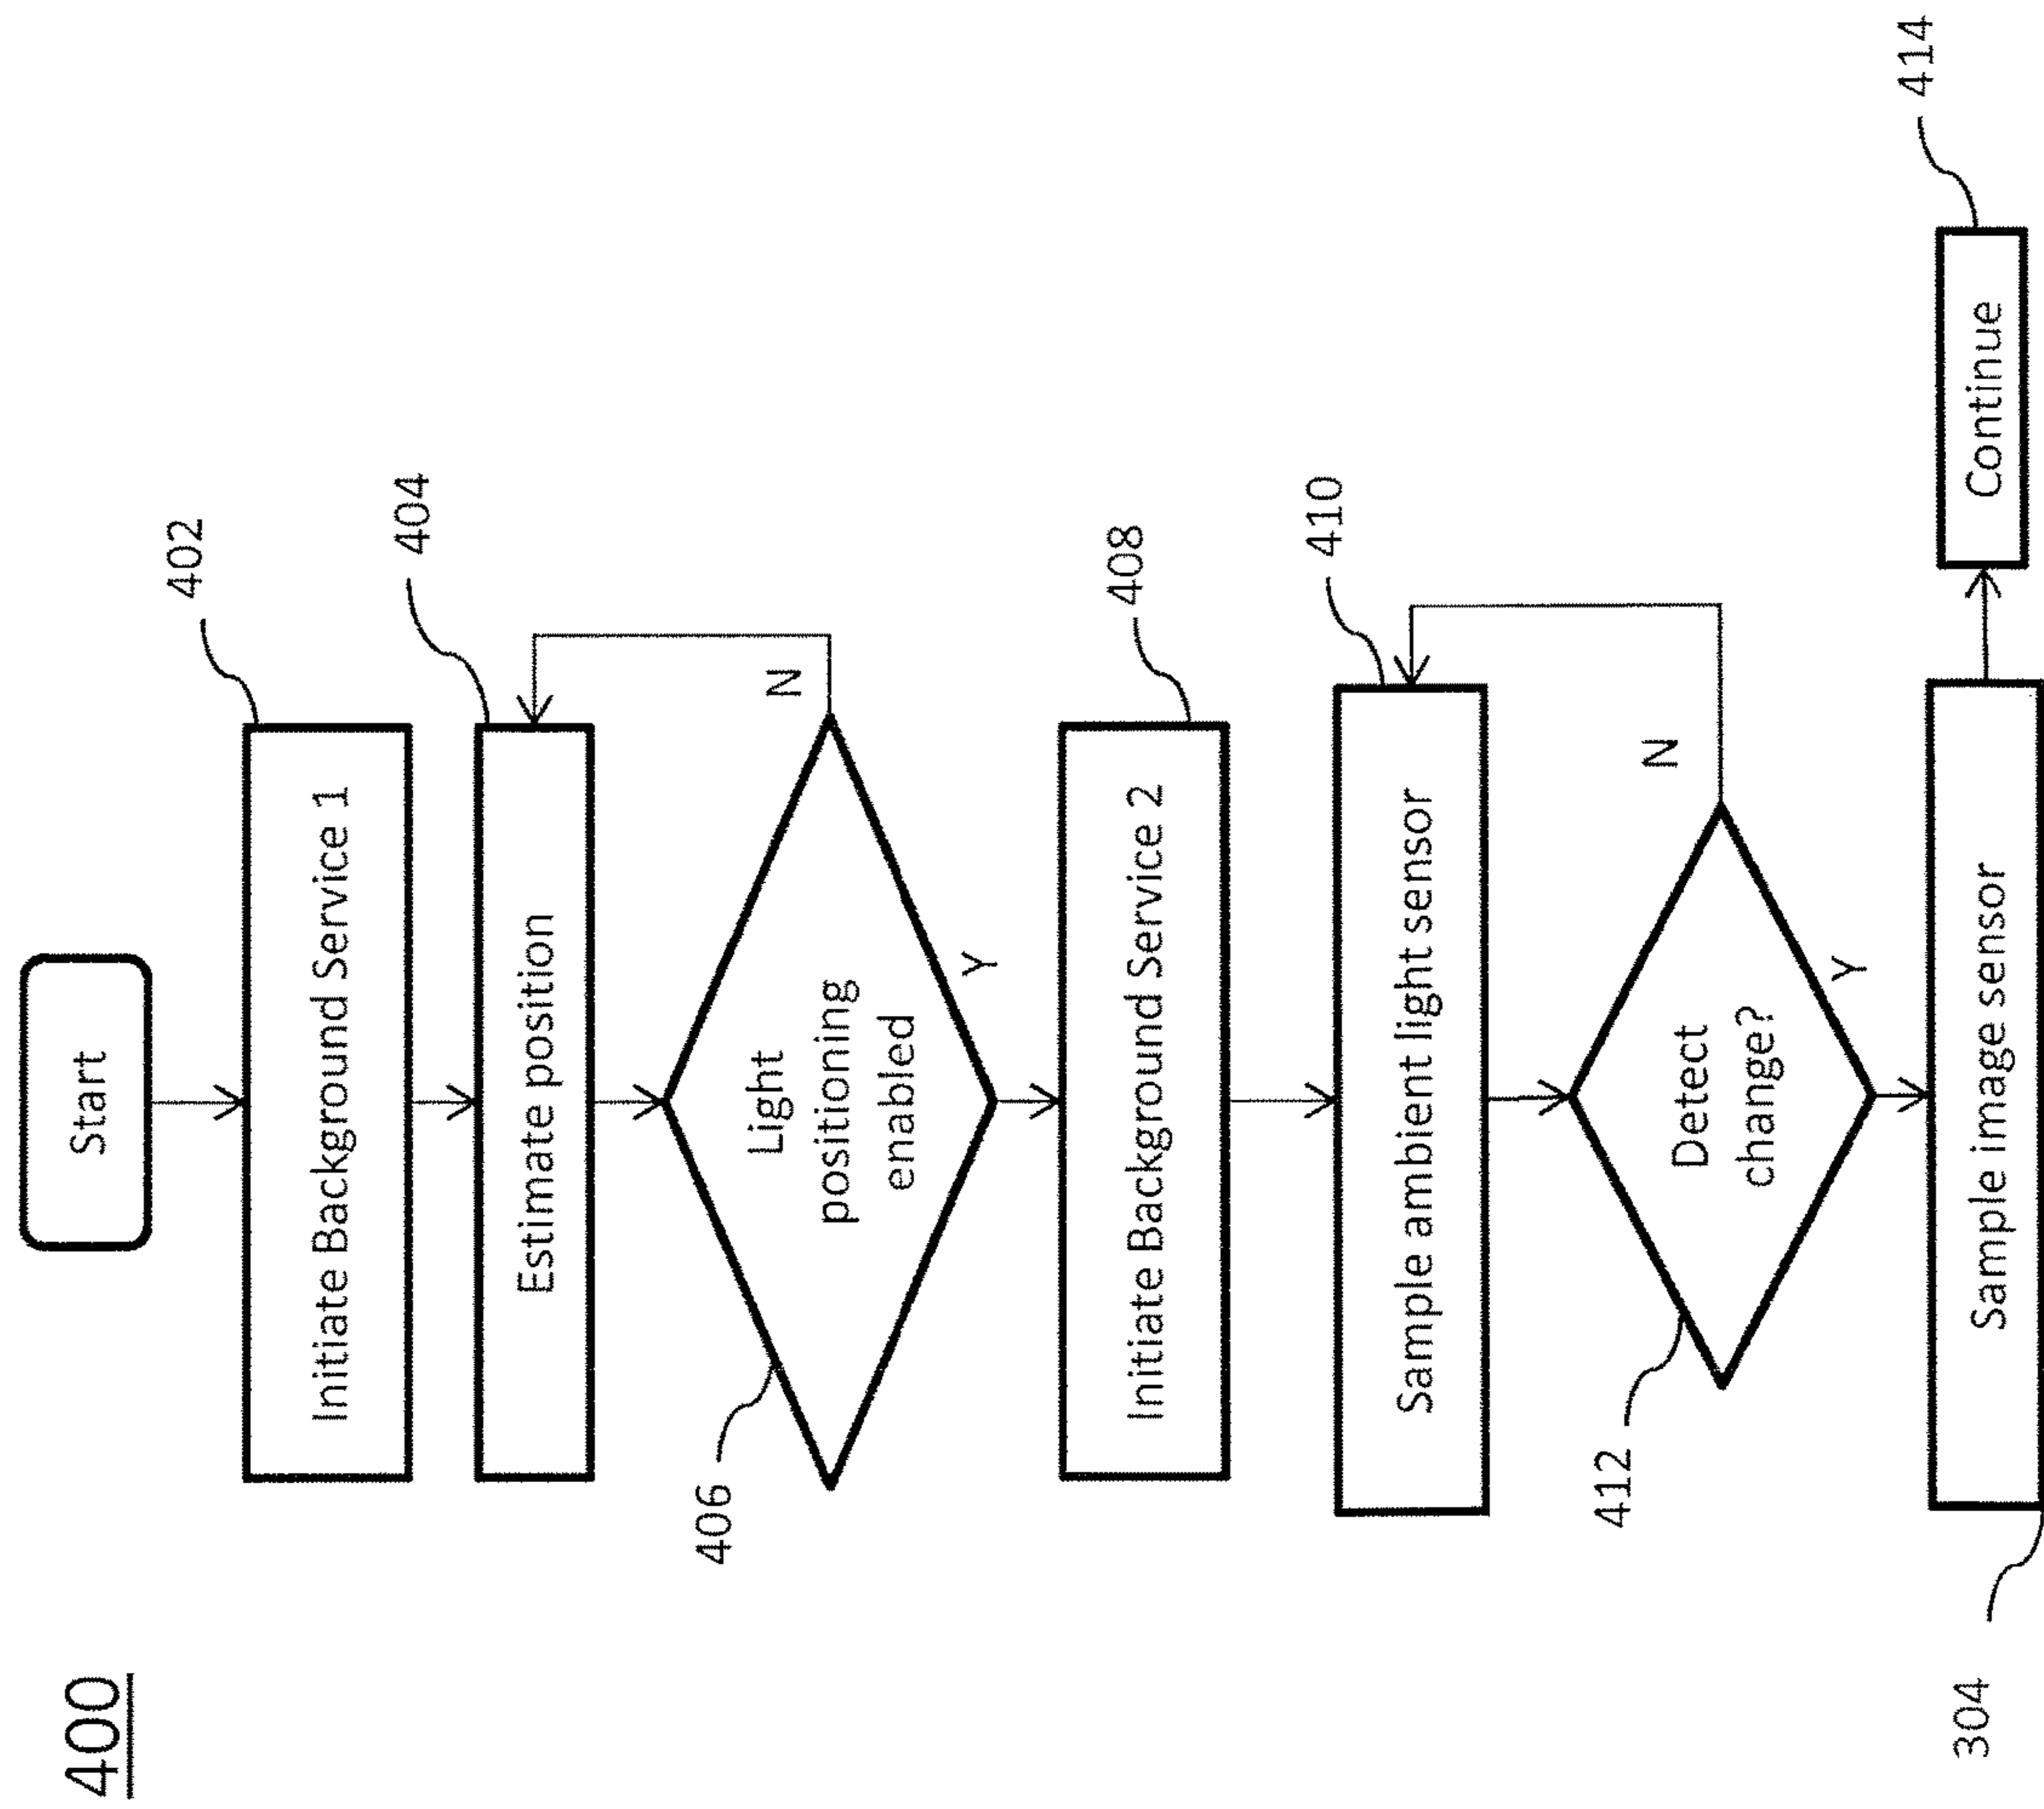 400
Start
402
Initiate Background Service 1
404
Estimate position
406
Light
positioning
enabled
N
Y
408
Initiate Background Service 2
410
Sample ambient light sensor
412
Detect
change?
N
Y
304
Sample image sensor
414
Continue